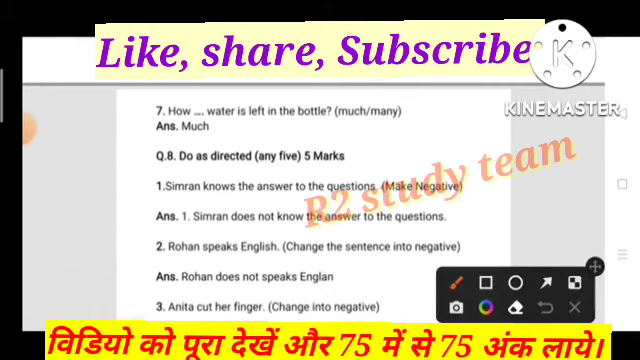 Like, share, Subscribe
KINEMASTER
7. How .... water is left in the bottle? (much/many)
Ans. Much
Q.8. Do as directed (any five) 5 Marks
1.Simran knows the answer to the questions. (Make Negative)
R2 study team
Ans. 1. Simran does not know the answer to the questions.
2. Rohan speaks English. (Change the sentence into negative)
Ans. Rohan does not speaks Englan
3. Anita cut her finger. (Change into negative)
विडियो को पूरा देखें और 75 में से 75 अंक लाये।